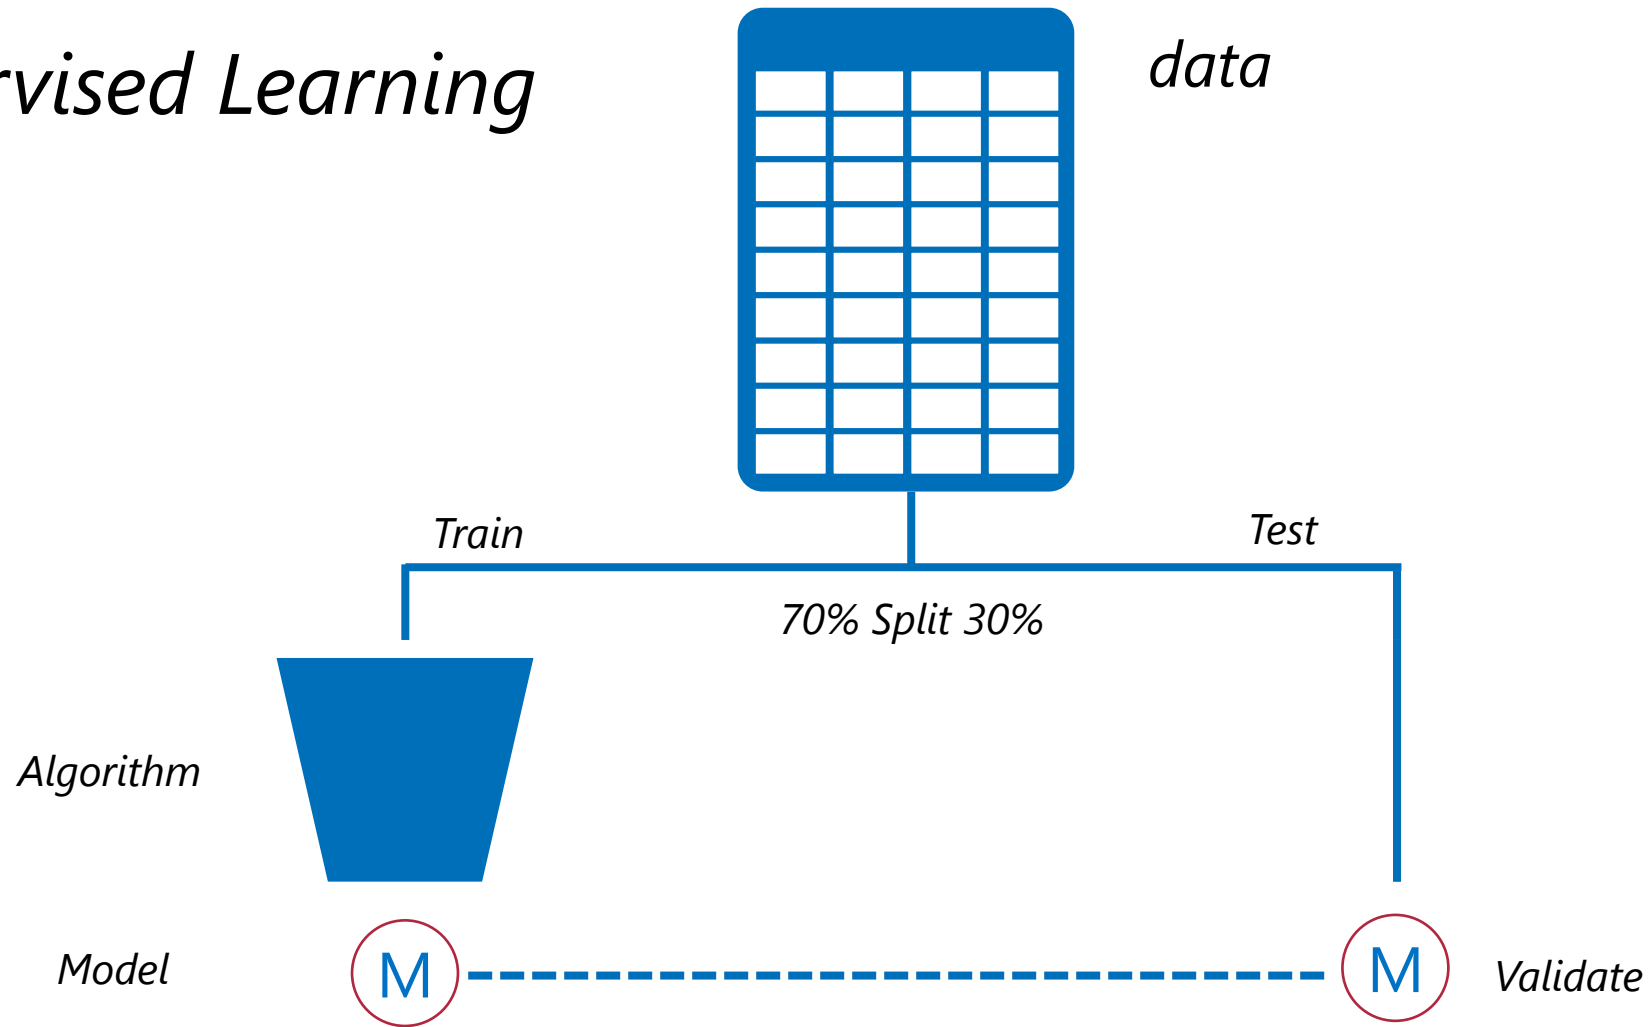 rvised Learning
data
Train
Test
70% Split 30%
Algorithm
Model
M
M
Validate